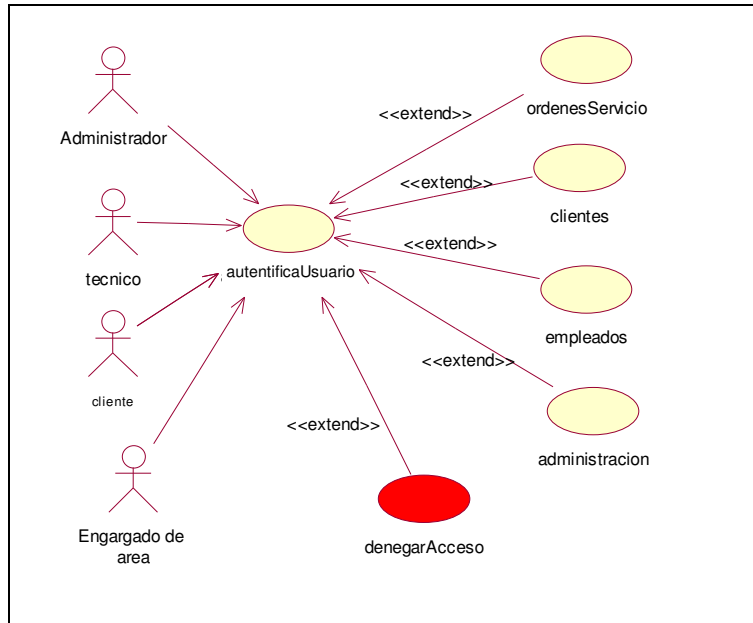 Administrador
tecnico
cliente
Engargado de
area
autentificaUsuario
<<extend>>
ordenesServicio
<<extend>>
clientes
<<extend>>
empleados
<<extend>>
administracion
<<extend>>
denegarAcceso